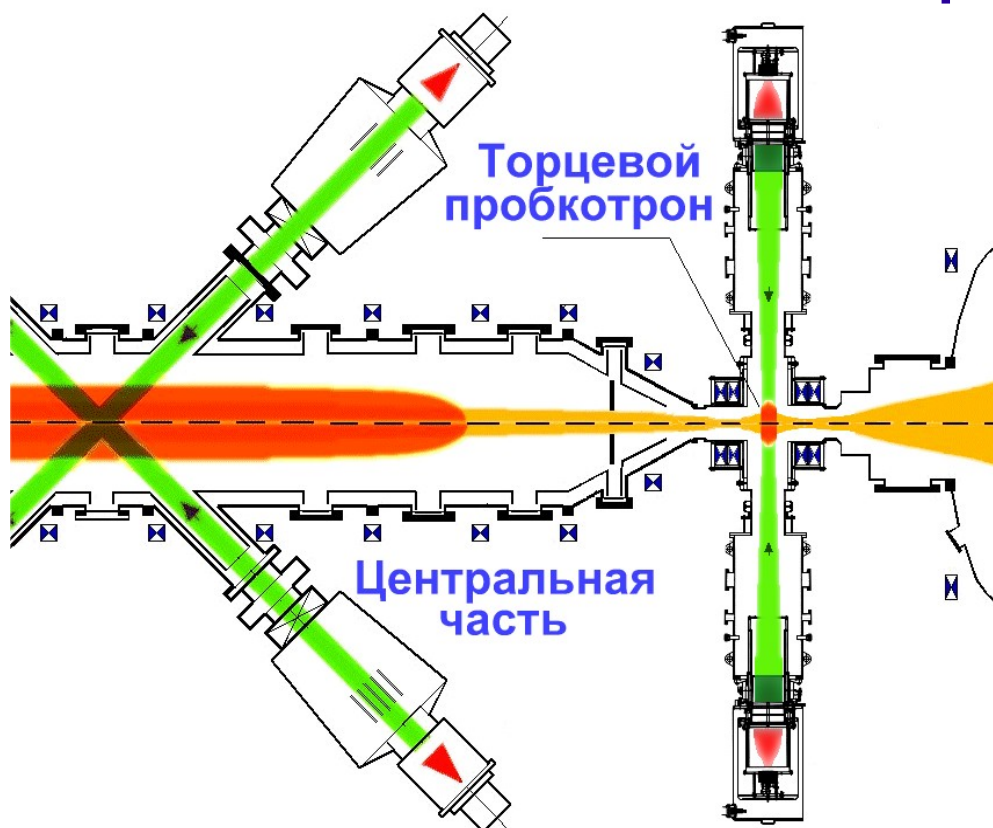 Торцевой
пробкотрон
Центральная
часть